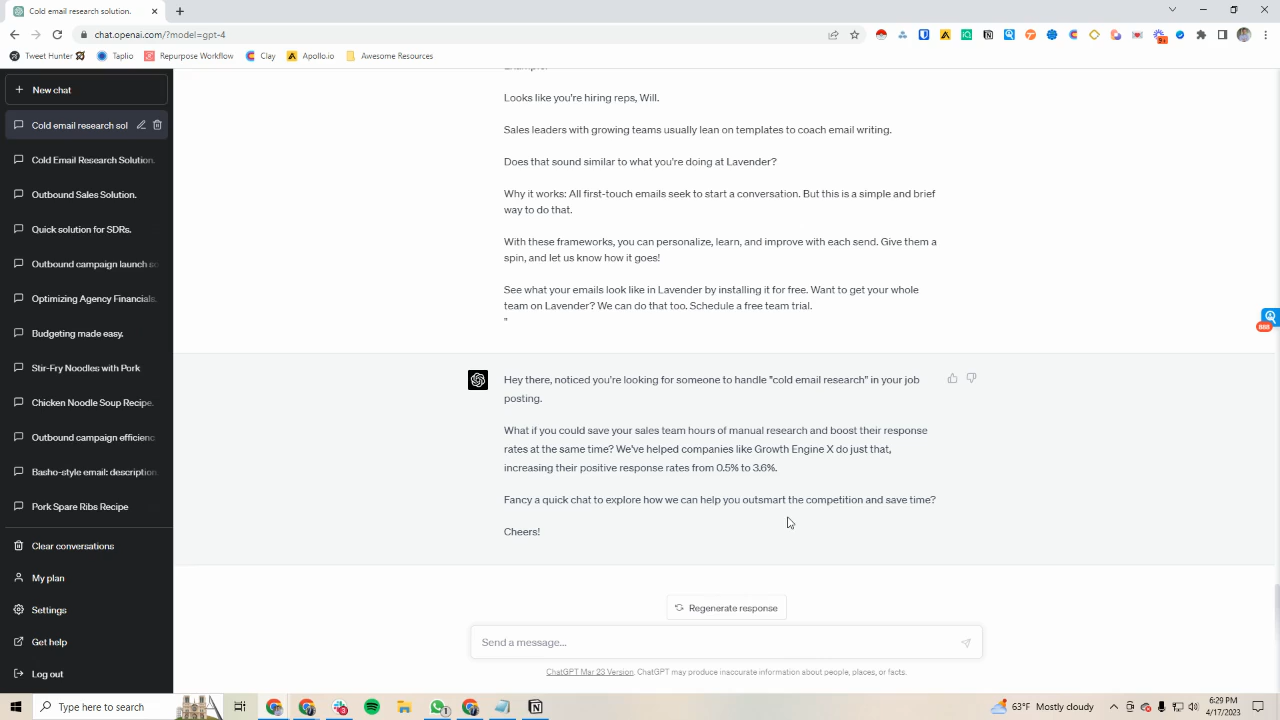 Cold email.
chat.openai.com/chat?model=gpt-4
Tweet Hunter
Taplio
Repurpose Workflow
Clay
Apollo.io
Awesome Resources
New chat
Cold email research sol
Cold Email Research Solution.
Outbound Sales Solution.
Quick solution for SDRs.
Outbound campaign launch so
Optimizing Agency Financials,
Budgeting made easy.
Stir-Fry Noodles with Pork
Chicken Noodle Soup Recipe.
Outbound campaign efficienc
Basho-style email: description
Pork Spare Ribs Recipe
Clear conversations
My plan
Settings
Get help
Log out
Example:
Looks like you're hiring reps, Will.
Sales leaders with growing teams usually lean on templates to coach email writing.
Does that sound similar to what you're doing at Lavender?
Why it works: All first-touch emails seek to start a conversation. But this is a simple and brief
way to do that.
With these frameworks, you can personalize, learn, and improve with each send. Give them a
spin, and let us know how it goes!
See what your emails look like in Lavender by installing it for free. Want to get your whole
team on Lavender? We can do that too. Schedule a free team trial.
"
Hey there, noticed you're looking for someone to handle "cold email research" in your job
posting.
What if you could save your sales team hours of manual research and boost their response
rates at the same time? We've helped companies like Growth Engine X do just that,
increasing their positive response rates from 0.5% to 3.6%.
Fancy a quick chat to explore how we can help you outsmart the competition and save time?
Cheers!
Regenerate response
Send a message...
ChatGPT Mar 23 Version. ChatGPT may produce inaccurate information about people, places, or facts.
Type here to search
63°F Mostly cloudy
6:29 PM
4/17/2023